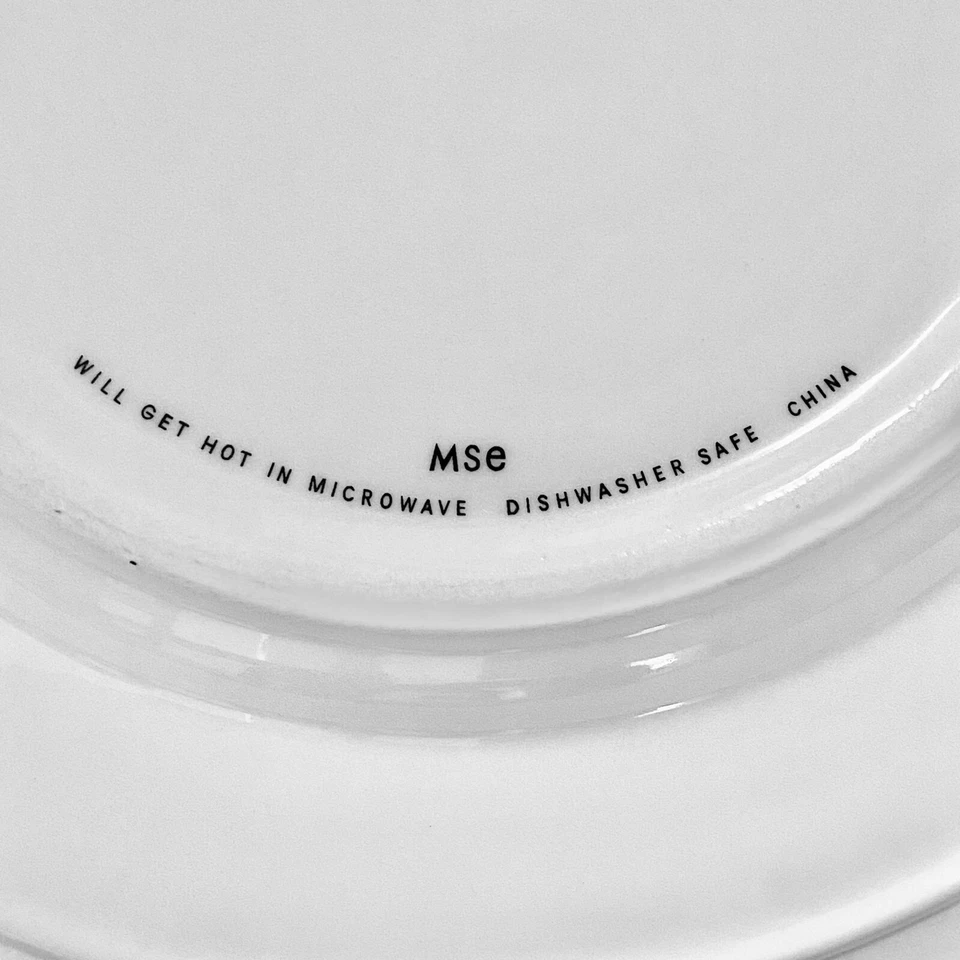 MSe
WILL GET HOT IN MICROWAVE DISHWASHER SAFE CHINA